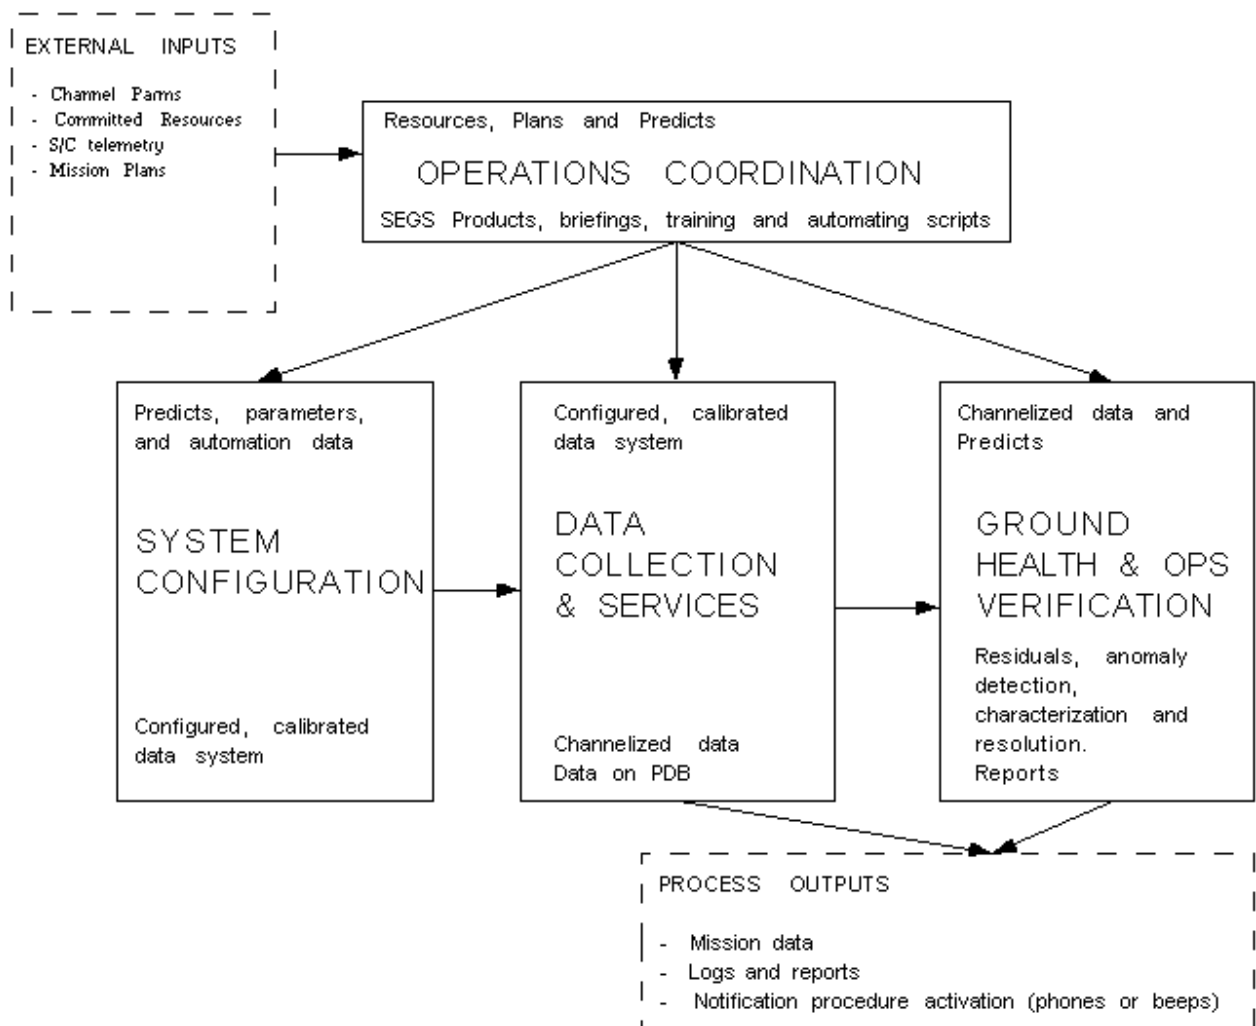 EXTERNAL INPUTS
- Channel Parms
- Committed Resources
- S/C telemetry
- Mission Plans
Resources, Plans and Predicts
OPERATIONS COORDINATION
SEGS Products, briefings, training and automating scripts
Predicts, parameters,
and automation data
SYSTEM
CONFIGURATION
Configured, calibrated
data system
Configured, calibrated
data system
DATA
COLLECTION
& SERVICES
Channelized data
Data on PDB
Channelized data and
Predicts
GROUND
HEALTH & OPS
VERIFICATION
Residuals, anomaly
detection,
characterization and
resolution.
Reports
PROCESS OUTPUTS
- Mission data
- Logs and reports
- Notification procedure activation (phones or beeps)